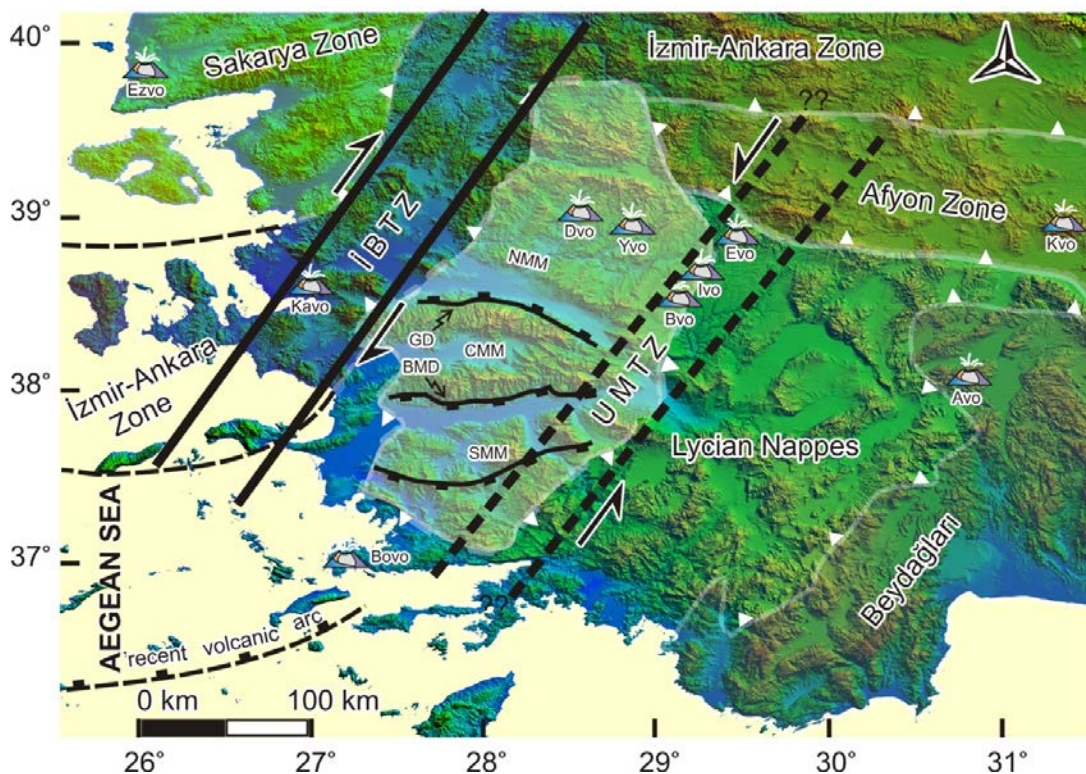 40°
39°
38°
37°
Sakarya Zone
İzmir-Ankara Zone
Ezvo
??
Afyon Zone
İBTZ
Dvo
Yvo
Evo
Kvo
NMM
Ivo
Kavo
Bvo
GD
CMM
BMD
UMTZ
Avo
İzmir-Ankara
Zone
SMM
Lycian Nappes
AEGEAN SEA
Bovo
??
Beydağları
recent volcanic arc
0 km 100 km
26° 27° 28° 29° 30° 31°